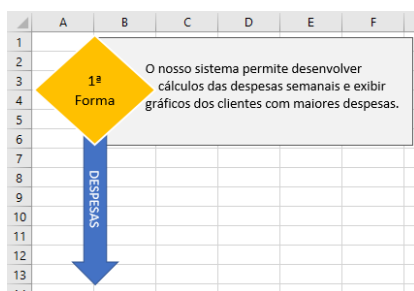 A B C D E F
1
2
3
4
5
6
7
8
9
10
11
12
13
1ª
Forma
O nosso sistema permite desenvolver
cálculos das despesas semanais e exibir
gráficos dos clientes com maiores despesas.
DESPESAS